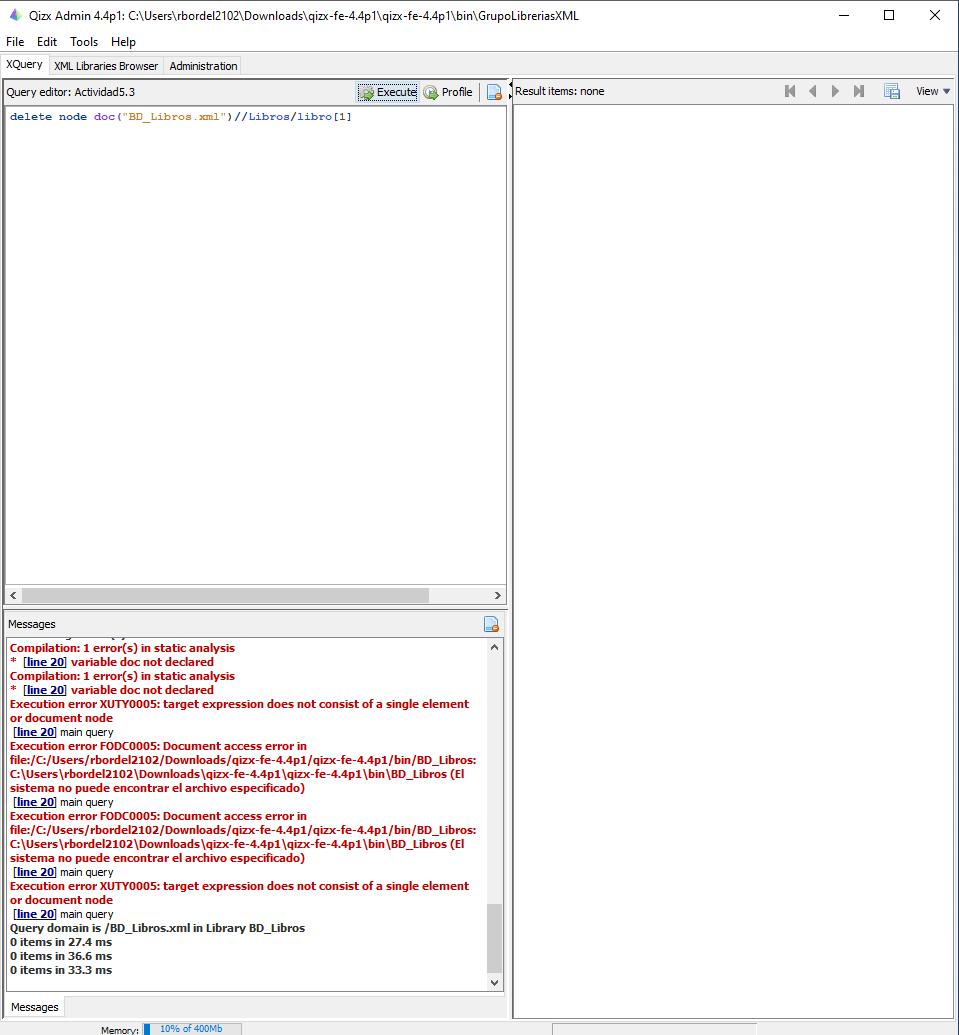 Qizx Admin 4.4p1: C:\Users\rbordel2102\Downloads\qizx-fe-4.4p1\qizx-fe-4.4p1\bin\GrupoLibreriasXML
File Edit Tools Help
XQuery XML Libraries Browser Administration
Query editor: Actividad5.3 Execute Profile
Result items: none View
delete node doc("BD_Libros.xml")//Libros/libro[1]
Messages
Compilation: 1 error(s) in static analysis
* [line 20] variable doc not declared
Compilation: 1 error(s) in static analysis
* [line 20] variable doc not declared
Execution error XUTY0005: target expression does not consist of a single element
or document node
[line 20] main query
Execution error FODC0005: Document access error in
file:/C:/Users/rbordel2102/Downloads/qizx-fe-4.4p1/qizx-fe-4.4p1/bin/BD_Libros:
C:\Users\rbordel2102\Downloads\qizx-fe-4.4p1\qizx-fe-4.4p1\bin\BD_Libros (El
sistema no puede encontrar el archivo especificado)
[line 20] main query
Execution error FODC0005: Document access error in
file:/C:/Users/rbordel2102/Downloads/qizx-fe-4.4p1/qizx-fe-4.4p1/bin/BD_Libros:
C:\Users\rbordel2102\Downloads\qizx-fe-4.4p1\qizx-fe-4.4p1\bin\BD_Libros (El
sistema no puede encontrar el archivo especificado)
[line 20] main query
Execution error XUTY0005: target expression does not consist of a single element
or document node
[line 20] main query
Query domain is /BD_Libros.xml in Library BD_Libros
0 items in 27.4 ms
0 items in 36.6 ms
0 items in 33.3 ms
Messages
Memory: 10% of 400Mb